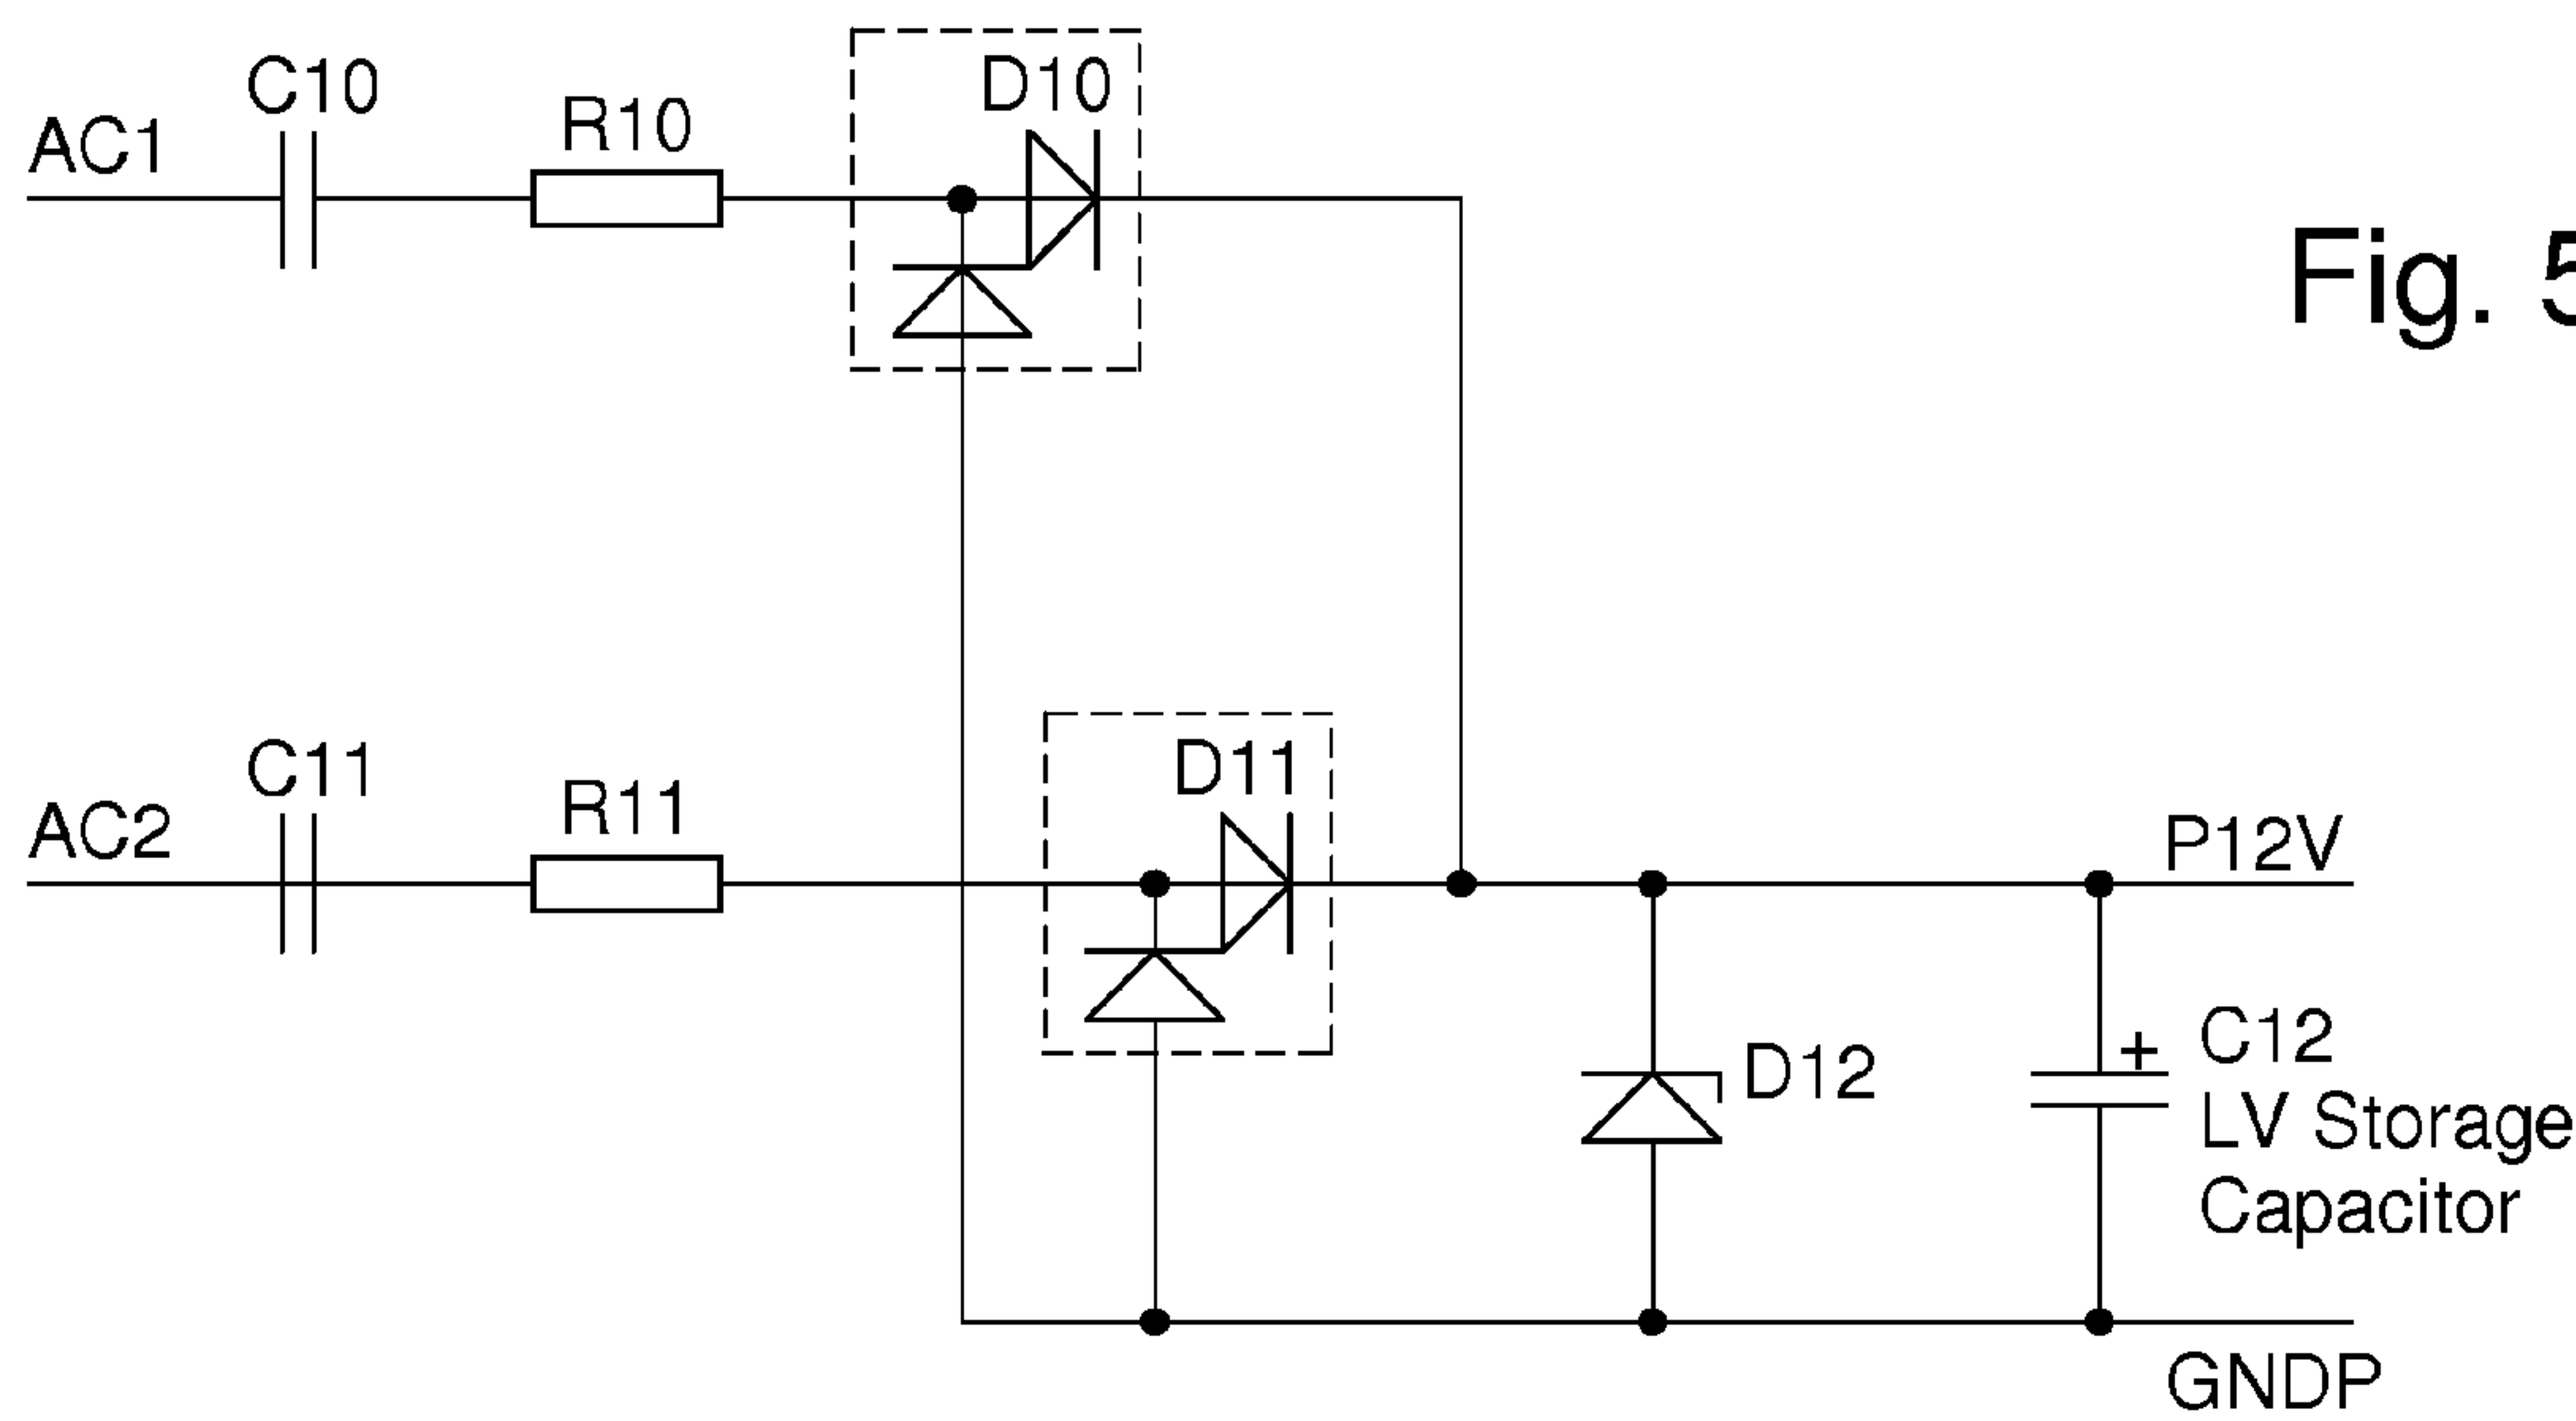 C10
D10
R10
AC1
Fig. 5
C11
D11
R11
AC2
P12V
+
C12
D12
LV Storage
Capacitor
GNDP